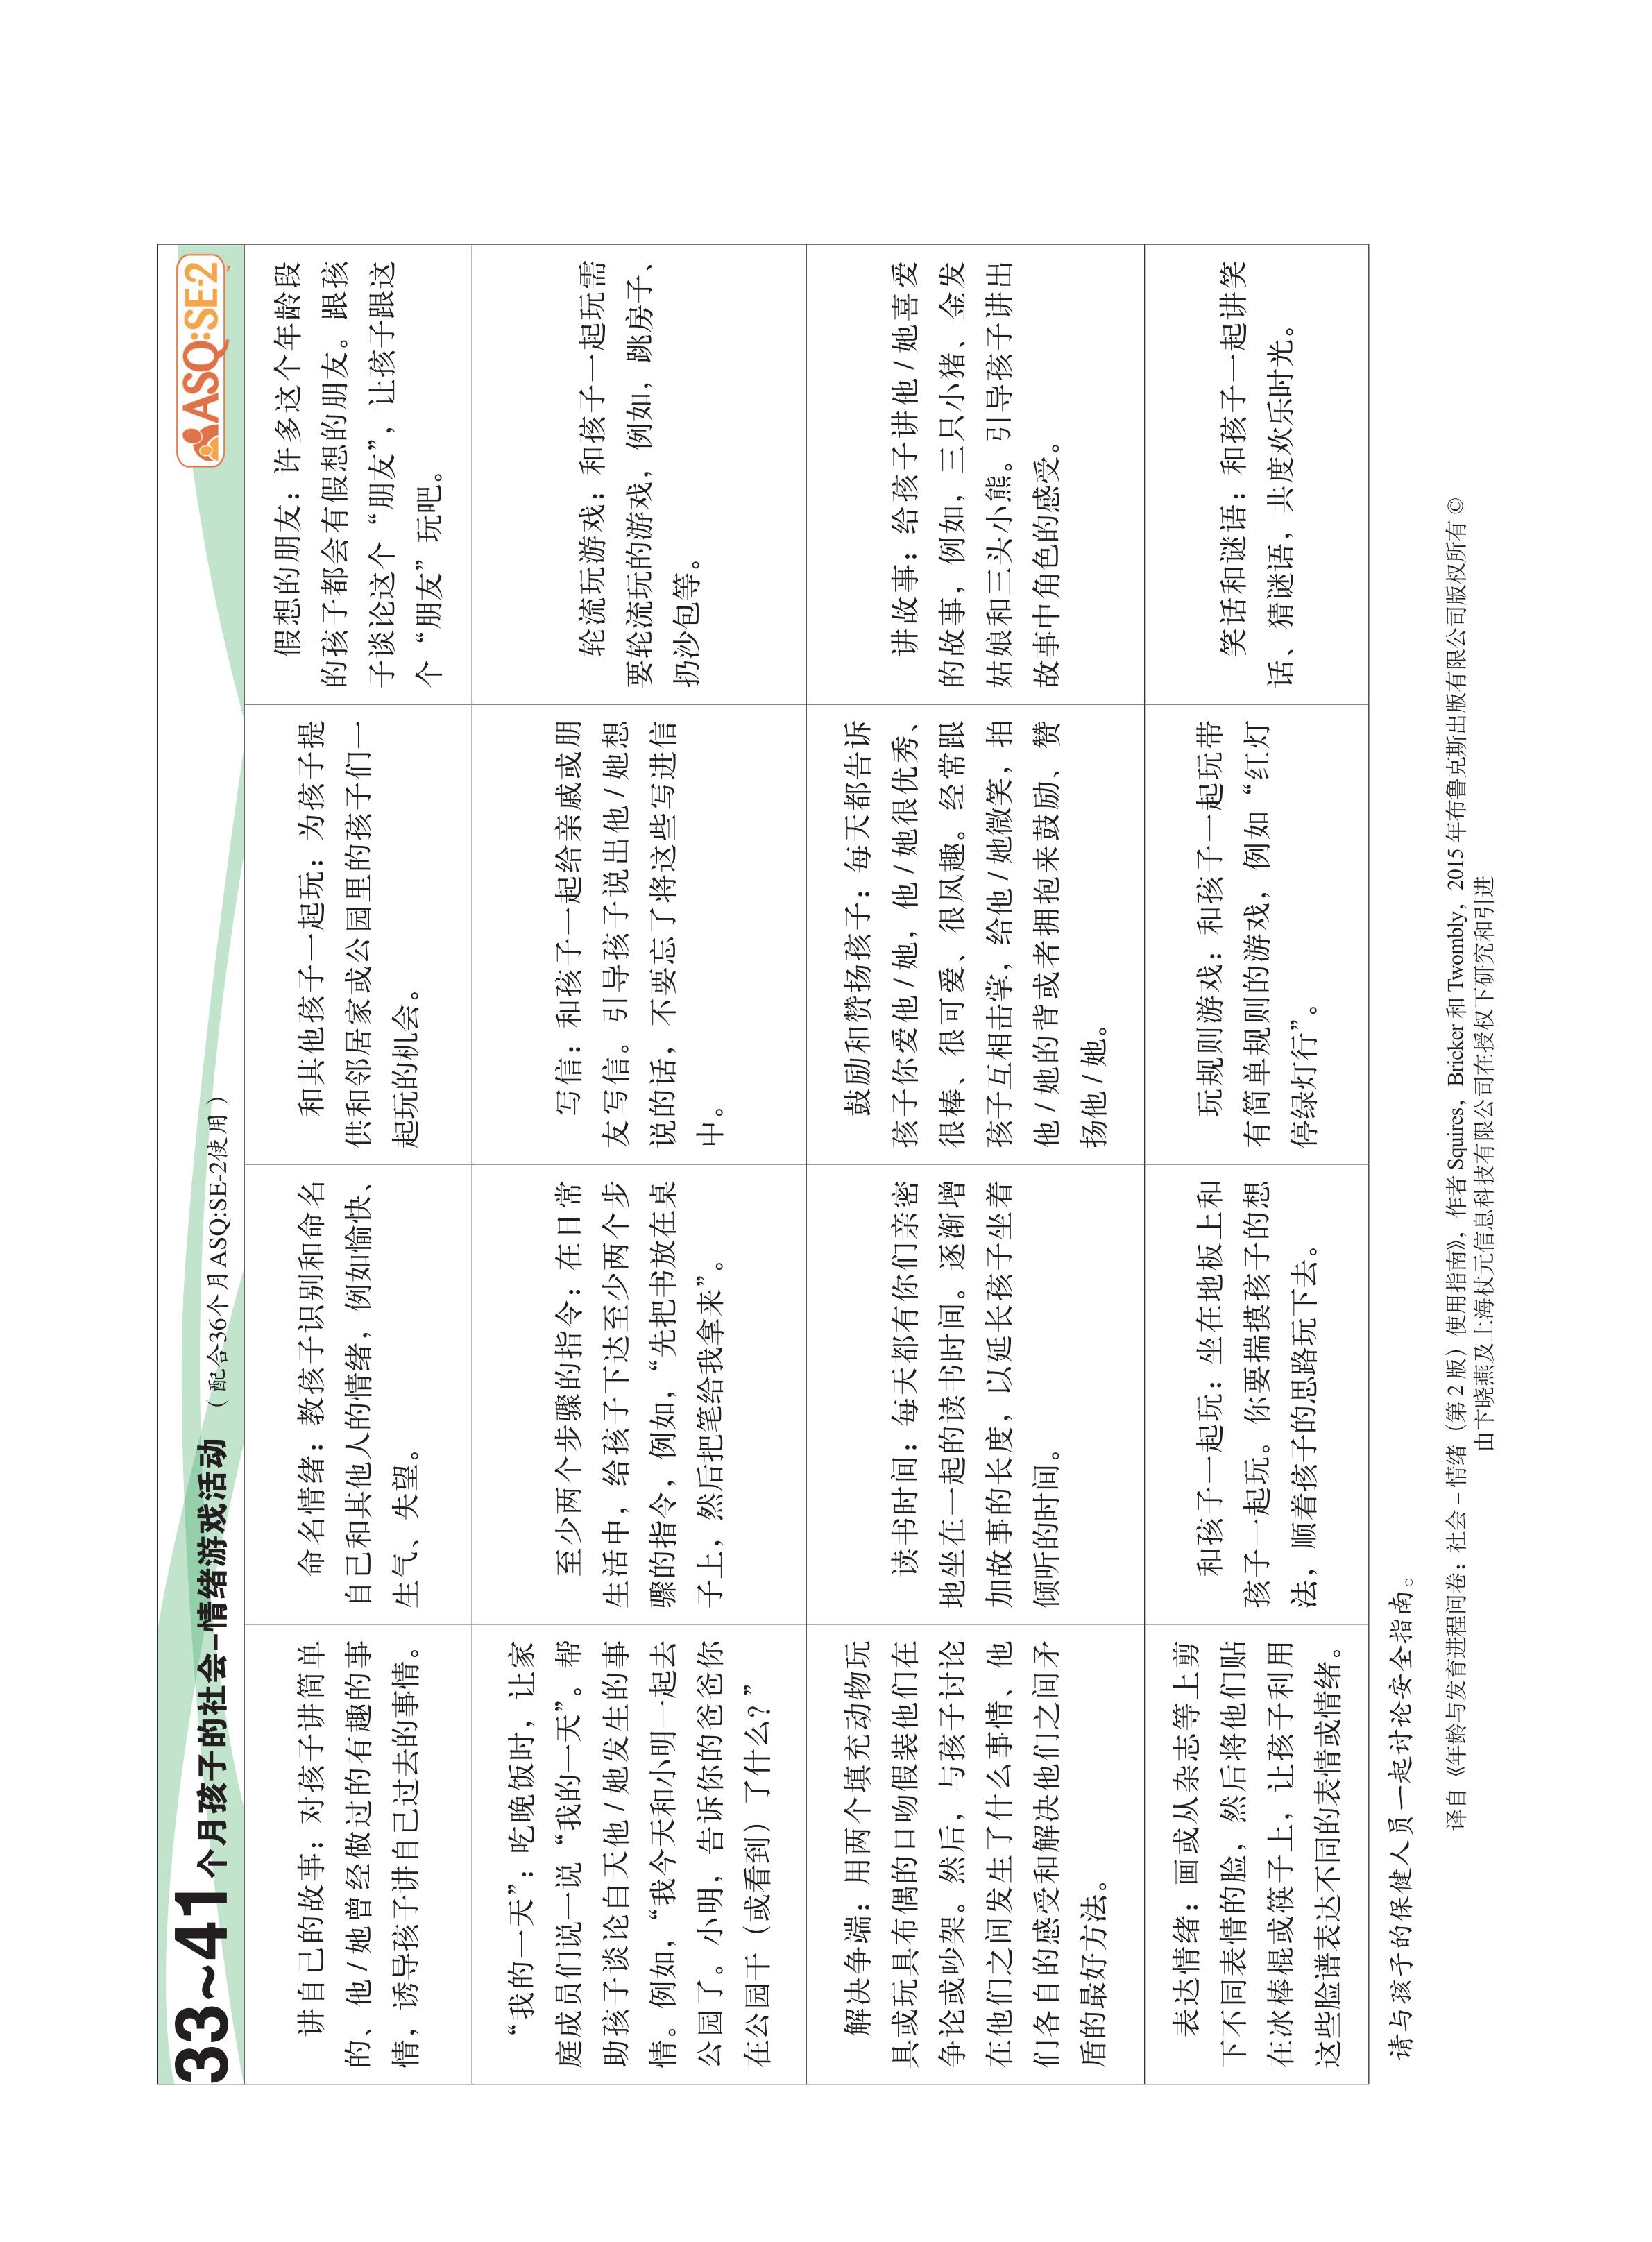 33~41个月孩子的社会-情绪游戏活动 （配合36个月ASQ:SE-2使用）
ASQ:SE-2™
讲自己的故事：对孩子讲简单
的、他/她曾经做过的有趣的事
情，诱导孩子讲自己过去的事情。
命名情绪：教孩子识别和命名
自己和其他人的情绪，例如愉快、
生气、失望。
和其他孩子一起玩：为孩子提
供和邻居家或公园里的孩子们一
起玩的机会。
假想的朋友：许多这个年龄段
的孩子都会有假想的朋友。跟孩
子谈论这个“朋友”，让孩子跟这
个“朋友”玩吧。
“我的一天”：吃晚饭时，让家
庭成员们说一说“我的一天”。帮
助孩子谈论白天他/她发生的事
情。例如，“我今天和小明一起去
公园了。小明，告诉你的爸爸你
在公园干（或看到）了什么？”
至少两个步骤的指令：在日常
生活中，给孩子下达至少两个步
骤的指令，例如，“先把书放在桌
子上，然后把笔给我拿来”。
写信：和孩子一起给亲戚或朋
友写信。引导孩子说出他/她想
说的话，不要忘了将这些写进信
中。
轮流玩游戏：和孩子一起玩需
要轮流玩的游戏，例如，跳房子、
扔沙包等。
解决争端：用两个填充动物玩
具或玩具布偶的口吻假装他们在
争论或吵架。然后，与孩子讨论
在他们之间发生了什么事情、他
们各自的感受和解决他们之间矛
盾的最好方法。
读书时间：每天都有你们亲密
地坐在一起的读书时间。逐渐增
加故事的长度，以延长孩子坐着
倾听的时间。
鼓励和赞扬孩子：每天都告诉
孩子你爱他/她，他/她很优秀、
很棒、很可爱、很风趣。经常跟
孩子互相击掌，给他/她微笑，拍
他/她的背或者拥抱来鼓励、赞
扬他/她。
讲故事：给孩子讲他/她喜爱
的故事，例如，三只小猪、金发
姑娘和三头小熊。引导孩子讲出
故事中角色的感受。
表达情绪：画或从杂志等上剪
下不同表情的脸，然后将他们贴
在冰棒棍或筷子上，让孩子利用
这些脸谱表达不同的表情或情绪。
和孩子一起玩：坐在地板上和
孩子一起玩。你要揣摸孩子的想
法，顺着孩子的思路玩下去。
玩规则游戏：和孩子一起玩带
有简单规则的游戏，例如“红灯
停绿灯行”。
笑话和谜语：和孩子一起讲笑
话、猜谜语，共度欢乐时光。
请与孩子的保健人员一起讨论安全指南。
译自《年龄与发育进程问卷：社会–情绪（第2版）使用指南》，作者 Squires，Bricker 和 Twombly，2015 年布鲁克斯出版有限公司版权所有 ©
由卞晓燕及上海杖元信息科技有限公司在授权下研究和引进